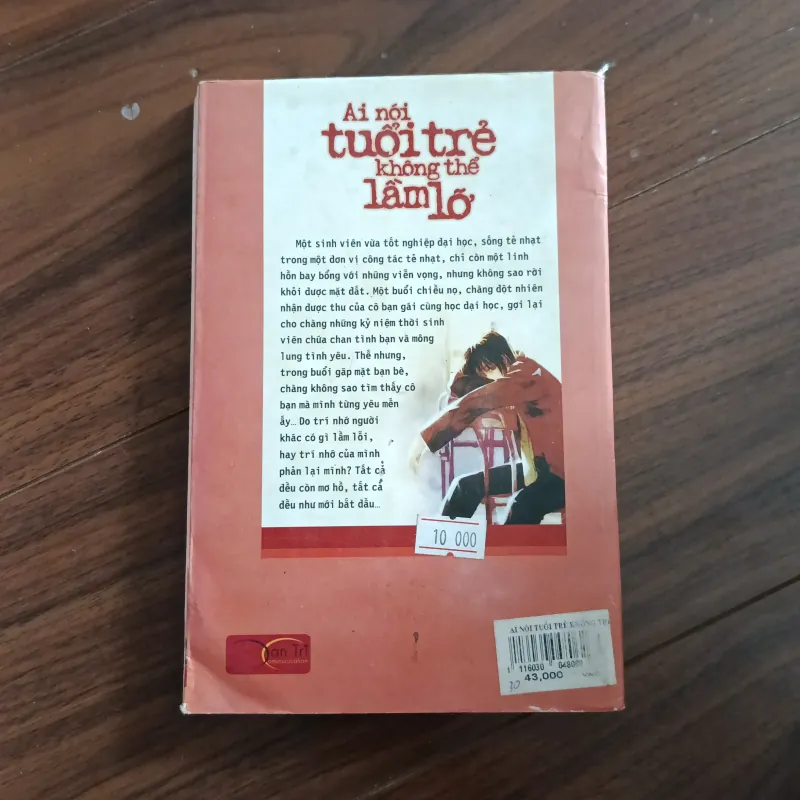 Ai nói
tuổi trẻ
không thể
lầm lỡ
Một sinh viên vừa tốt nghiệp đại học, sống tẻ nhạt
trong một đơn vị công tác tẻ nhạt, chỉ còn một linh
hồn bay bổng với những viễn vọng, nhưng không sao rời
khỏi được mặt đất. Một buổi chiều nọ, chàng đột nhiên
nhận được thư của cô bạn gái cùng học đại học, gợi lại
cho chàng những kỷ niệm thời sinh
viên chứa chan tình bạn và mông
lung tình yêu. Thế nhưng,
trong buổi gặp mặt bạn bè,
chàng không sao tìm thấy cô
bạn mà mình từng yêu mến
ấy... Do trí nhớ người
khác có gì lầm lỗi,
hay trí nhớ của mình
phản lại mình? Tất cả
đều còn mơ hồ, tất cả
đều như mới bắt đầu...
10 000
Dan Trí
communication
AI NÓI TUỔI TRẺ KHÔNG
1 116030
43,000